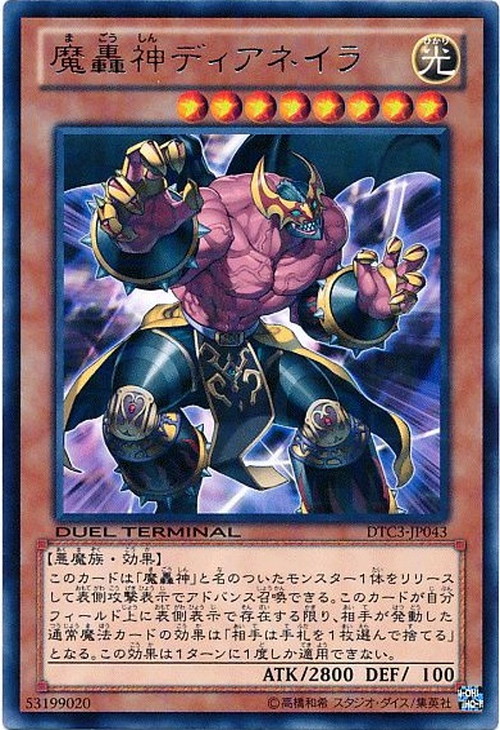 魔轟神ディアネイラ
光
DUEL TERMINAL
DTC3-JP043
【悪魔族・効果】
このカードは「魔轟神」と名のついたモンスター1体をリリース
して表側攻撃表示でアドバンス召喚できる。このカードが自分
フィールド上に表側表示で存在する限り、相手が発動した
通常魔法カードの効果は「相手は手札を1枚選んで捨てる」
となる。この効果は1ターンに1度しか適用できない。
ATK/2800 DEF/ 100
53199020
©高橋和希 スタジオ・ダイス/集英社